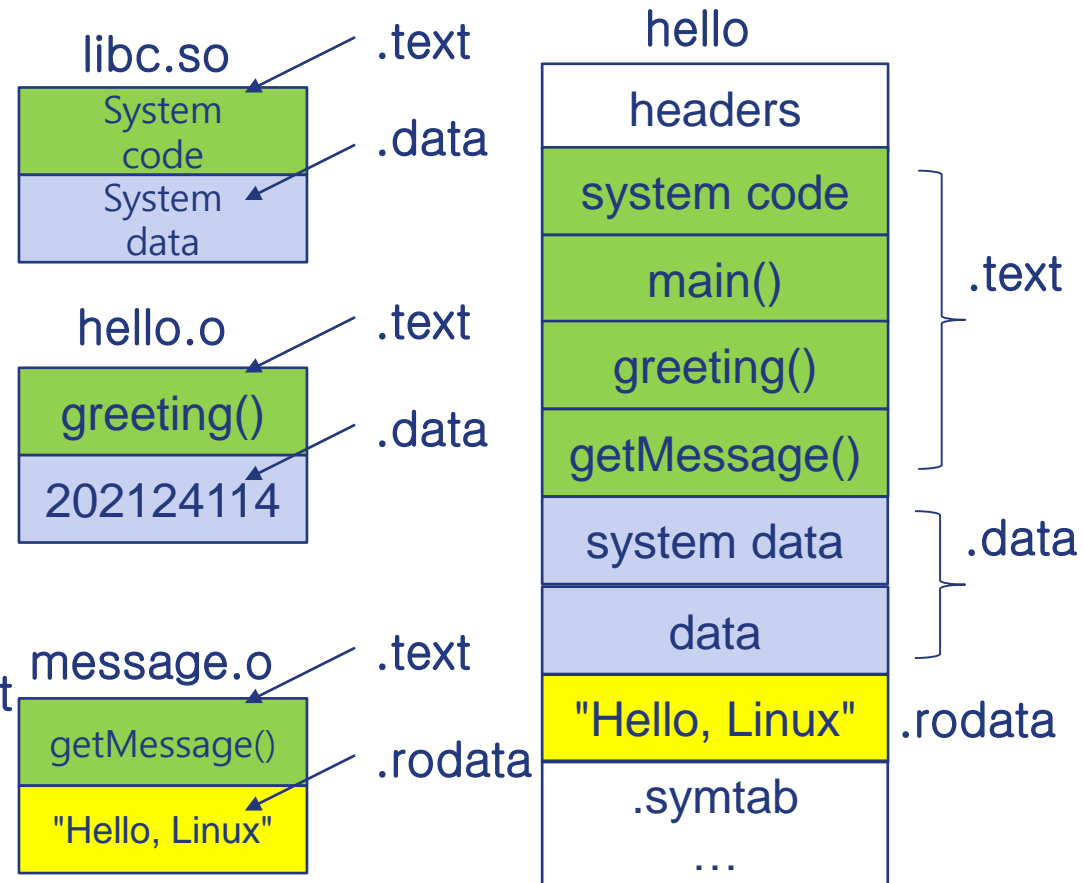 libc.so
.text
System
code
.data
System
data
hello.o
.text
greeting()
.data
202124114
t
message.o
.text
getMessage()
.rodata
"Hello, Linux"
hello
headers
system code
main()
.text
greeting()
getMessage()
system data
.data
data
"Hello, Linux"
.rodata
.symtab
...